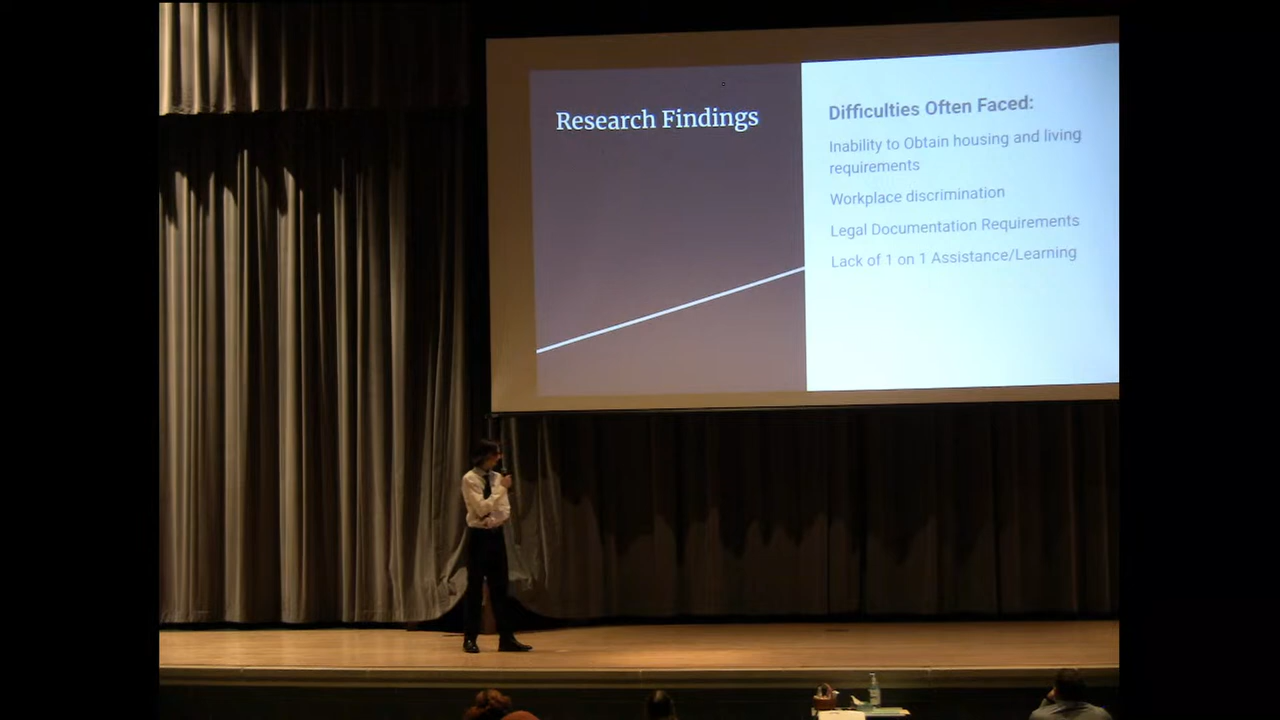 Research Findings
Difficulties Often Faced:
Inability to Obtain housing and living
requirements
Workplace discrimination
Legal Documentation Requirements
Lack of 1 on 1 Assistance/Learning